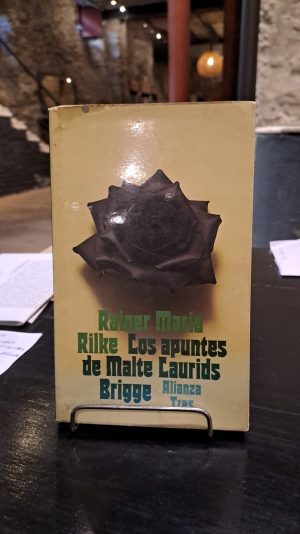 Rainer Maria
Rilke Los apuntes
de Malte Laurids
Brigge Alianza
Tres